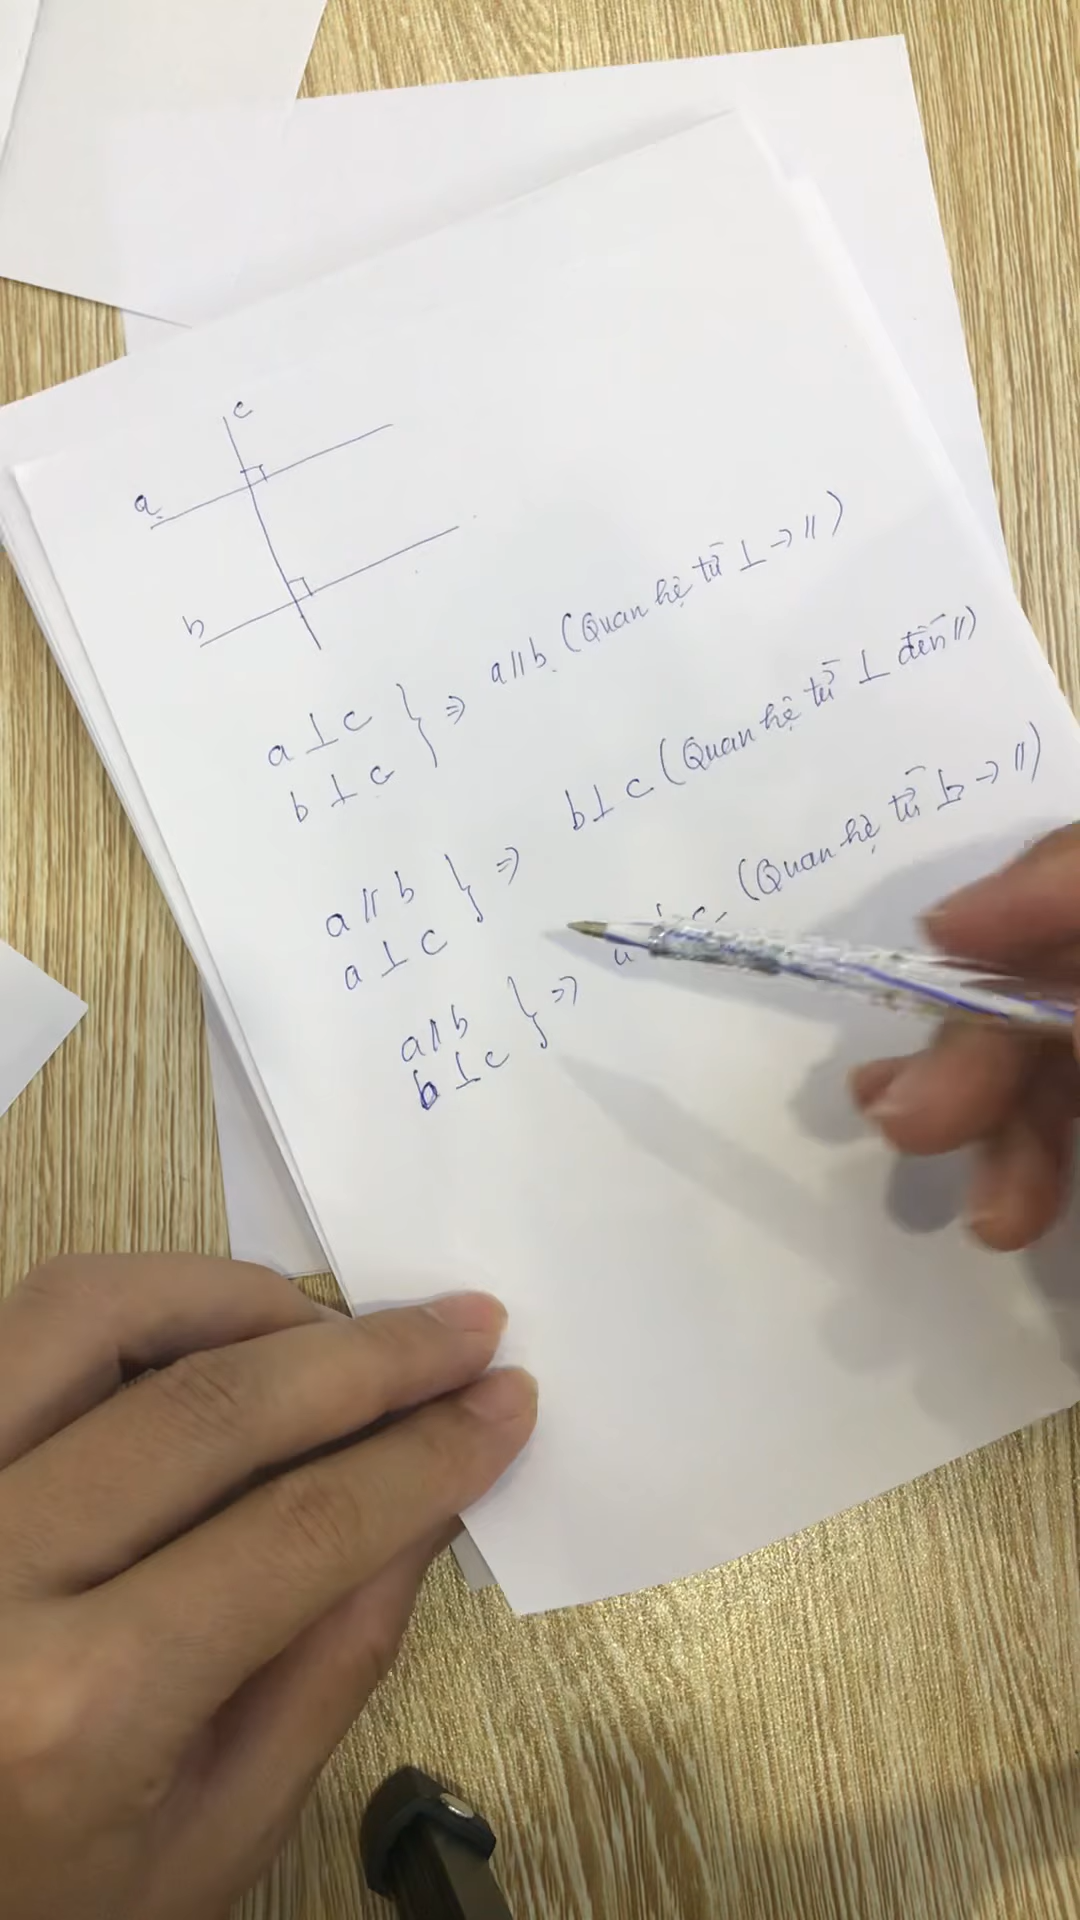 c
a
b
a ⊥ c } => a // b (Quan hệ từ ⊥ -> //)
b ⊥ c
a // b } => b ⊥ c (Quan hệ từ ⊥ đến //)
a ⊥ c
a // b } => (Quan hệ từ -> //)
b ⊥ c